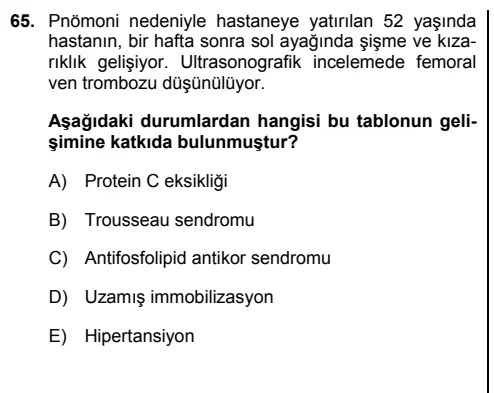 65. Pnömoni nedeniyle hastaneye yatırılan 52 yaşında
hastanın, bir hafta sonra sol ayağında şişme ve kıza-
rıklık gelişiyor. Ultrasonografik incelemede femoral
ven trombozu düşünülüyor.
Aşağıdaki durumlardan hangisi bu tablonun geli-
şimine katkıda bulunmuştur?
A) Protein C eksikliği
B) Trousseau sendromu
C) Antifosfolipid antikor sendromu
D) Uzamış immobilizasyon
E) Hipertansiyon